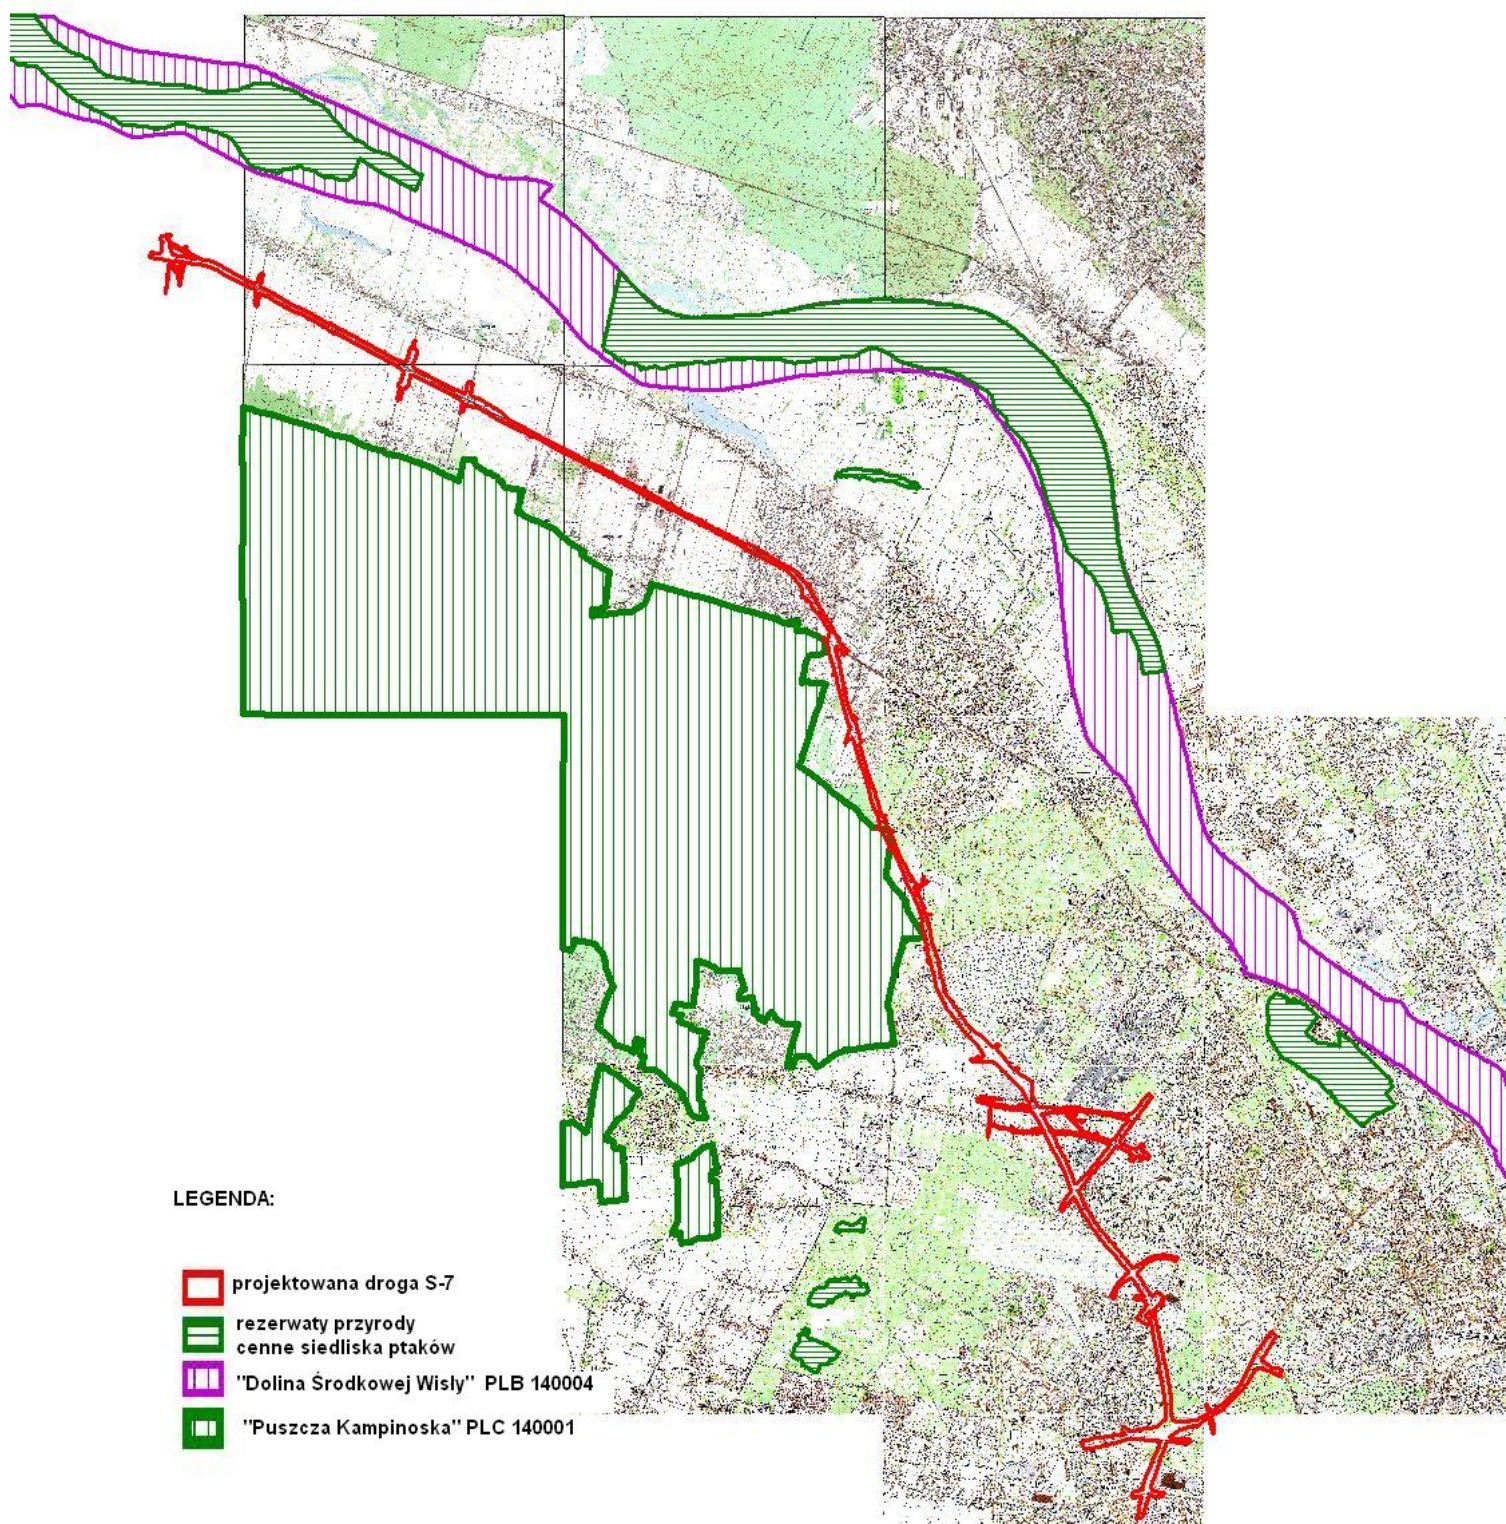 LEGENDA:
projektowana droga S-7
rezerwaty przyrody
cenne siedliska ptaków
"Dolina Środkowej Wisły" PLB 140004
"Puszcza Kampinoska" PLC 140001